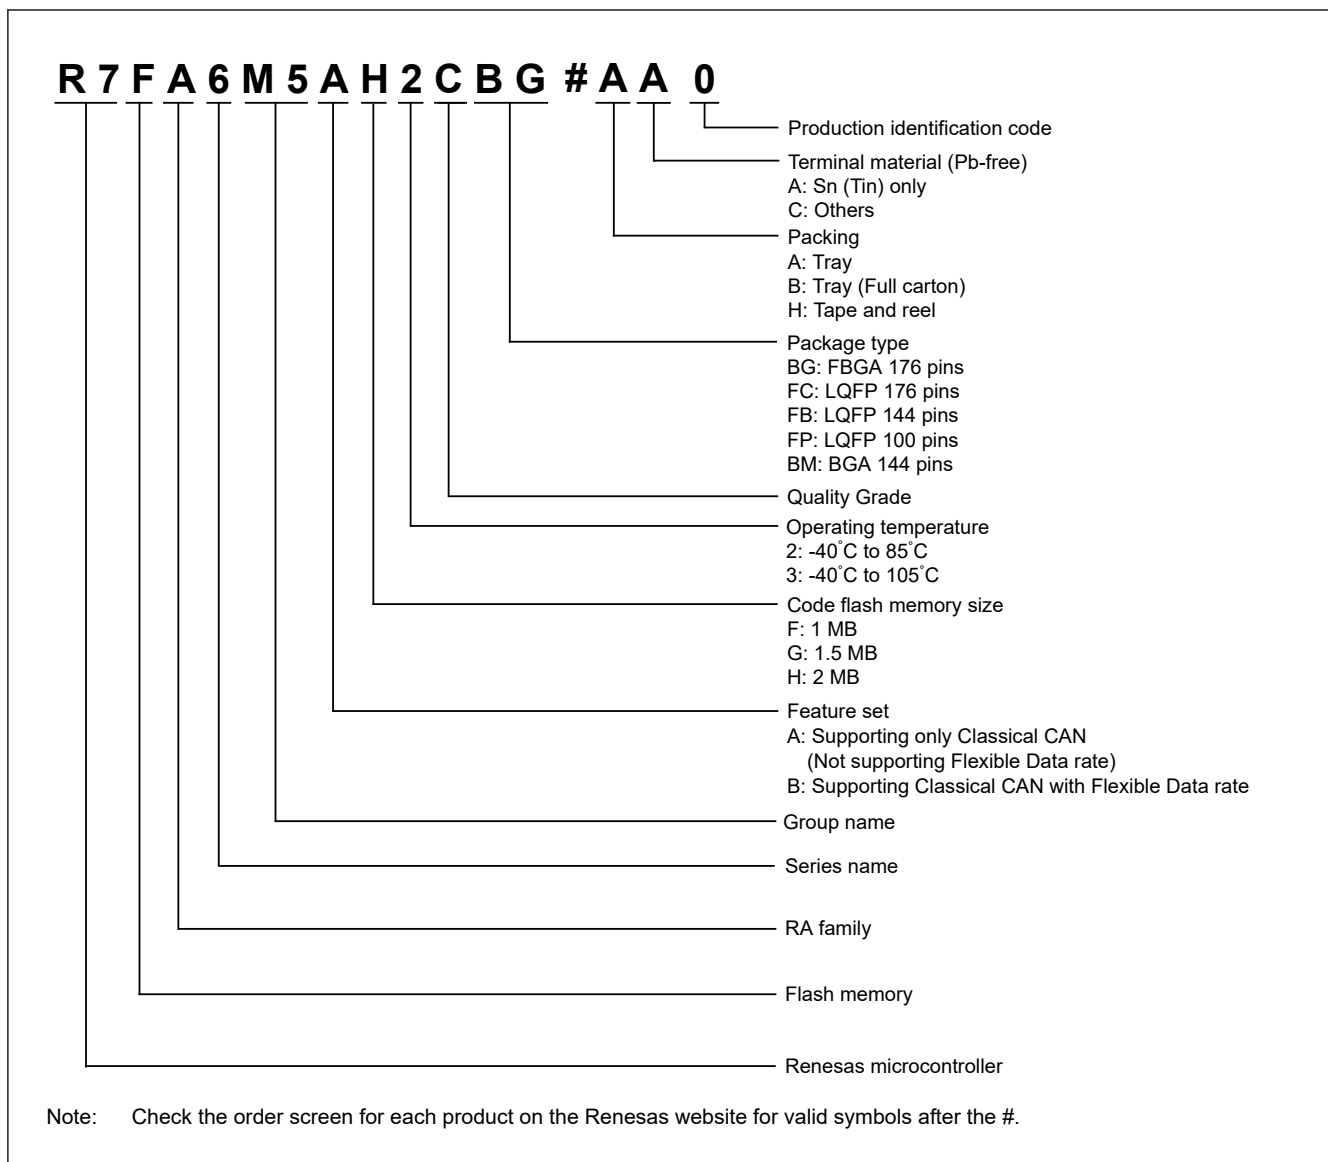 R 7 F A 6 M 5 A H 2 C B G # A A 0
Production identification code
Terminal material (Pb-free)
A: Sn (Tin) only
C: Others
Packing
A: Tray
B: Tray (Full carton)
H: Tape and reel
Package type
BG: FBGA 176 pins
FC: LQFP 176 pins
FB: LQFP 144 pins
FP: LQFP 100 pins
BM: BGA 144 pins
Quality Grade
Operating temperature
2: -40°C to 85°C
3: -40°C to 105°C
Code flash memory size
F: 1 MB
G: 1.5 MB
H: 2 MB
Feature set
A: Supporting only Classical CAN
(Not supporting Flexible Data rate)
B: Supporting Classical CAN with Flexible Data rate
Group name
Series name
RA family
Flash memory
Renesas microcontroller
Note: Check the order screen for each product on the Renesas website for valid symbols after the #.